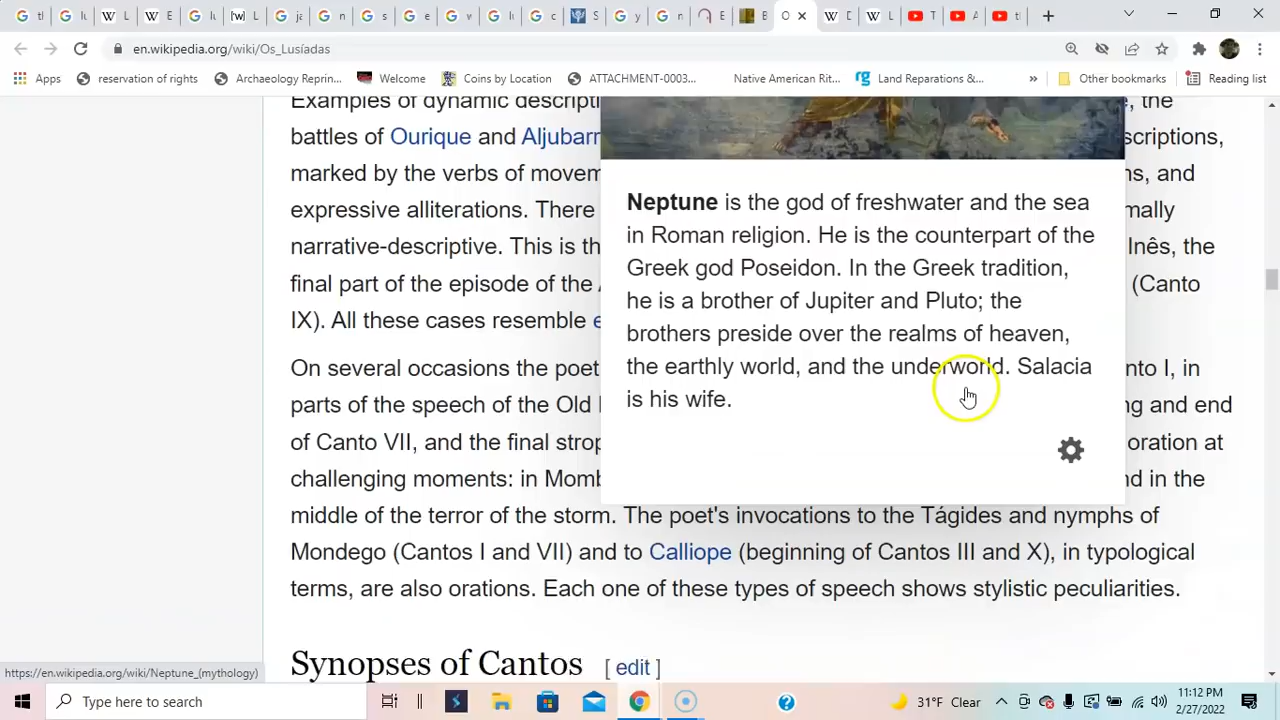 en.wikipedia.org/wiki/Os_Lusíadas
Apps reservation of rights Archaeology Reprin... Welcome Coins by Location ATTACHMENT-0003... Native American Rit... Land Reparations &... » Other bookmarks Reading list
Examples of dynamic descripti , the
battles of Ourique and Aljubarr scriptions,
marked by the verbs of movem ns, and
expressive alliterations. There mally
narrative-descriptive. This is th Inês, the
final part of the episode of the (Canto
IX). All these cases resemble e
Neptune is the god of freshwater and the sea
in Roman religion. He is the counterpart of the
Greek god Poseidon. In the Greek tradition,
he is a brother of Jupiter and Pluto; the
brothers preside over the realms of heaven,
the earthly world, and the underworld. Salacia
is his wife.
On several occasions the poet nto I, in
parts of the speech of the Old ng and end
of Canto VII, and the final strop oration at
challenging moments: in Momb nd in the
middle of the terror of the storm. The poet's invocations to the Tágides and nymphs of
Mondego (Cantos I and VII) and to Calliope (beginning of Cantos III and X), in typological
terms, are also orations. Each one of these types of speech shows stylistic peculiarities.
Synopses of Cantos [ edit ]
https://en.wikipedia.org/wiki/Neptune_(mythology)
Type here to search
31°F Clear
11:12 PM
2/27/2022